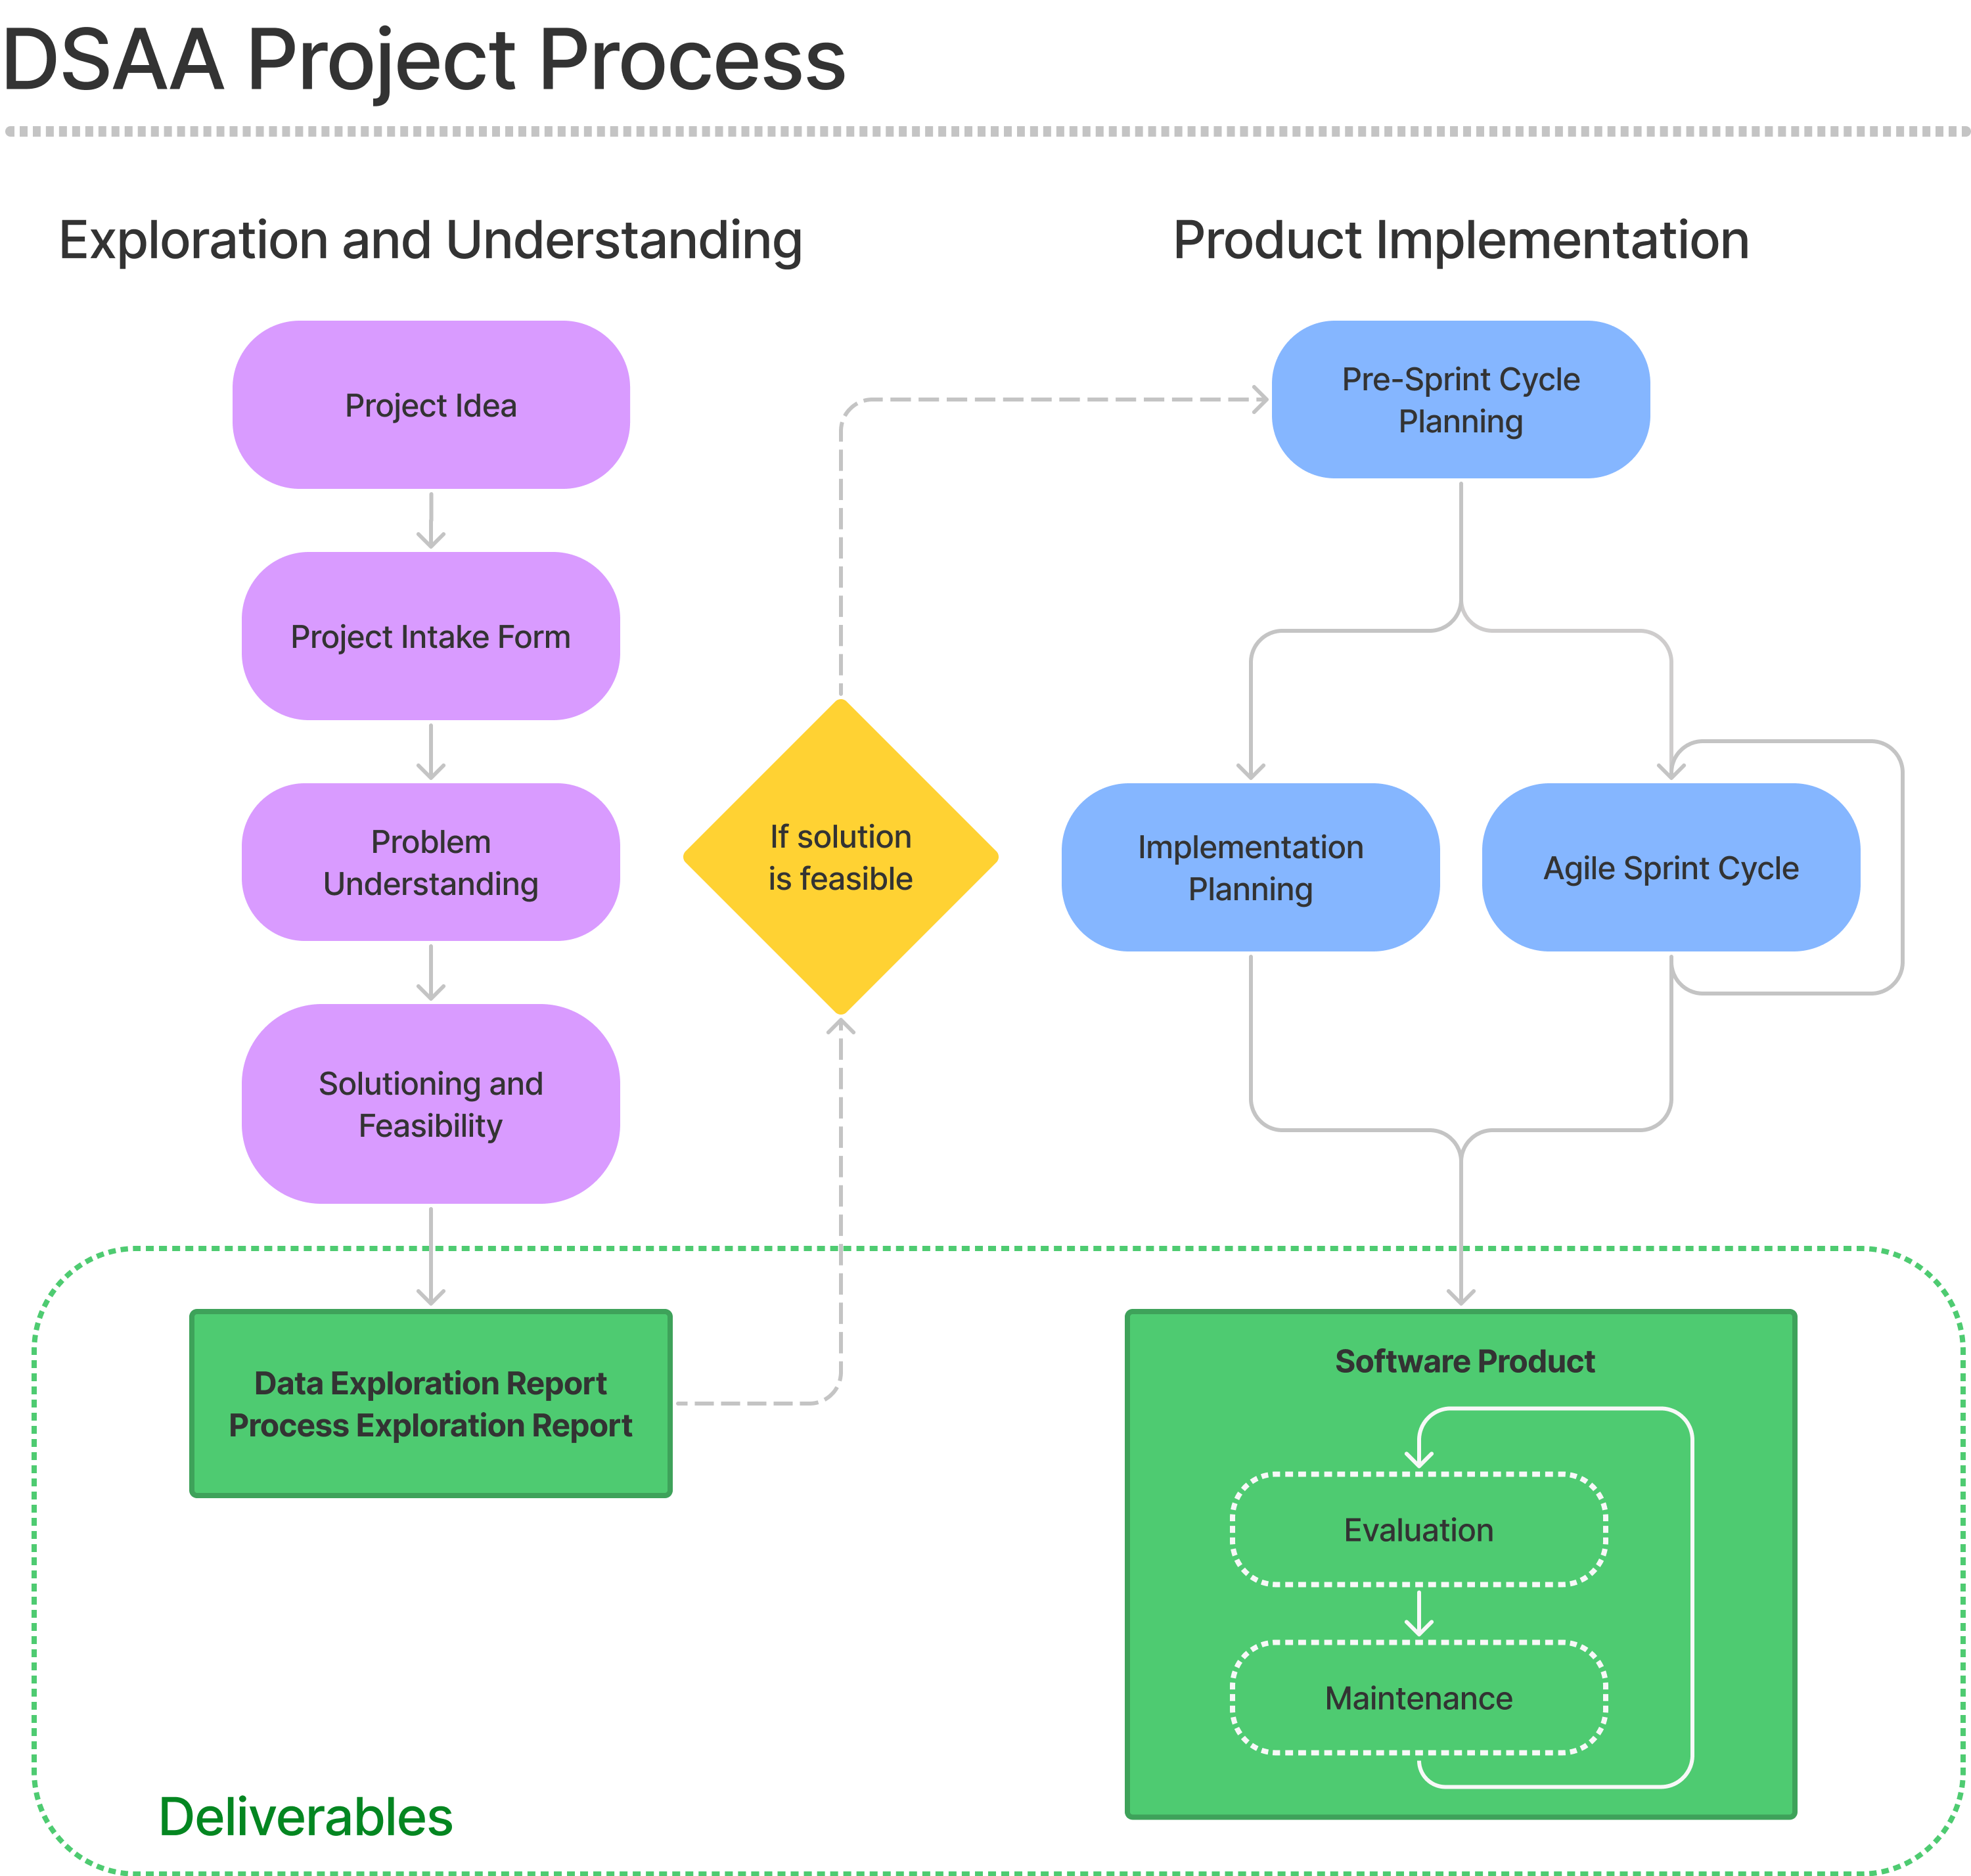 DSAA Project Process
Exploration and Understanding
Project Idea
Project Intake Form
Problem
Understanding
Solutioning and
Feasibility
Data Exploration Report
Process Exploration Report
If solution
is feasible
Product Implementation
Pre-Sprint Cycle
Planning
Implementation
Planning
Agile Sprint Cycle
Software Product
Evaluation
Maintenance
Deliverables